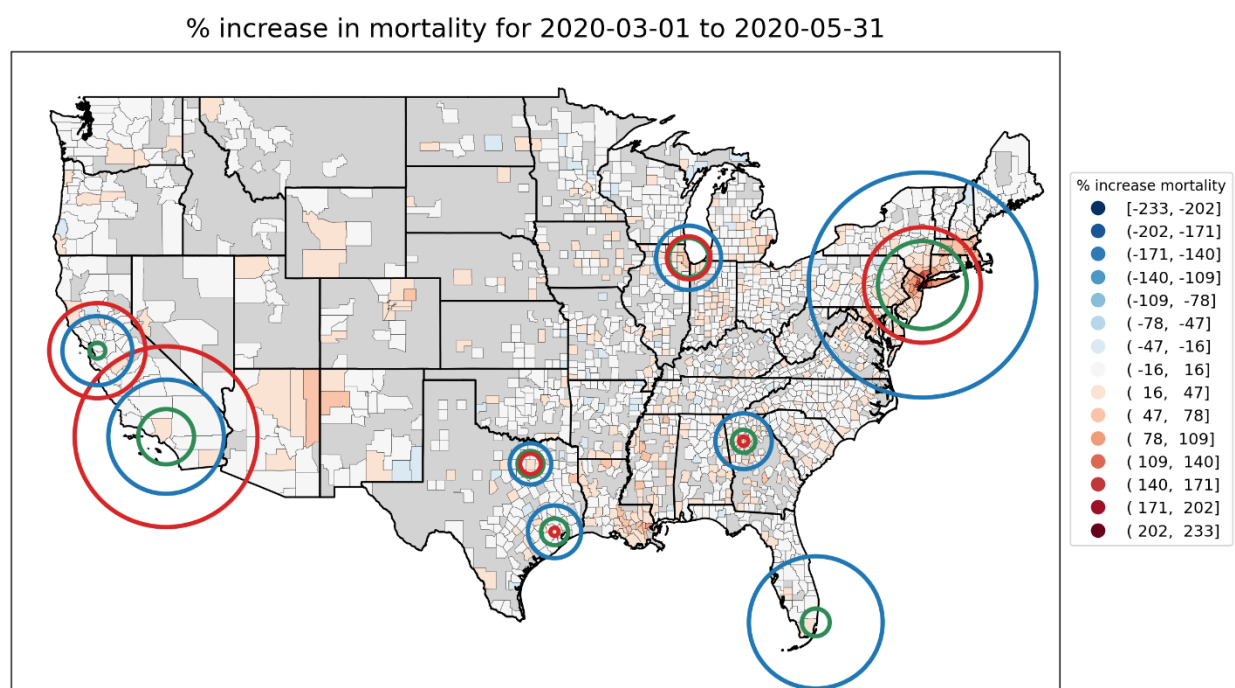 % increase in mortality for 2020-03-01 to 2020-05-31
% increase mortality
[-233, -202]
(-202, -171]
(-171, -140]
(-140, -109]
(-109, -78]
( -78, -47]
( -47, -16]
( -16, 16]
( 16, 47]
( 47, 78]
( 78, 109]
( 109, 140]
( 140, 171]
( 171, 202]
( 202, 233]